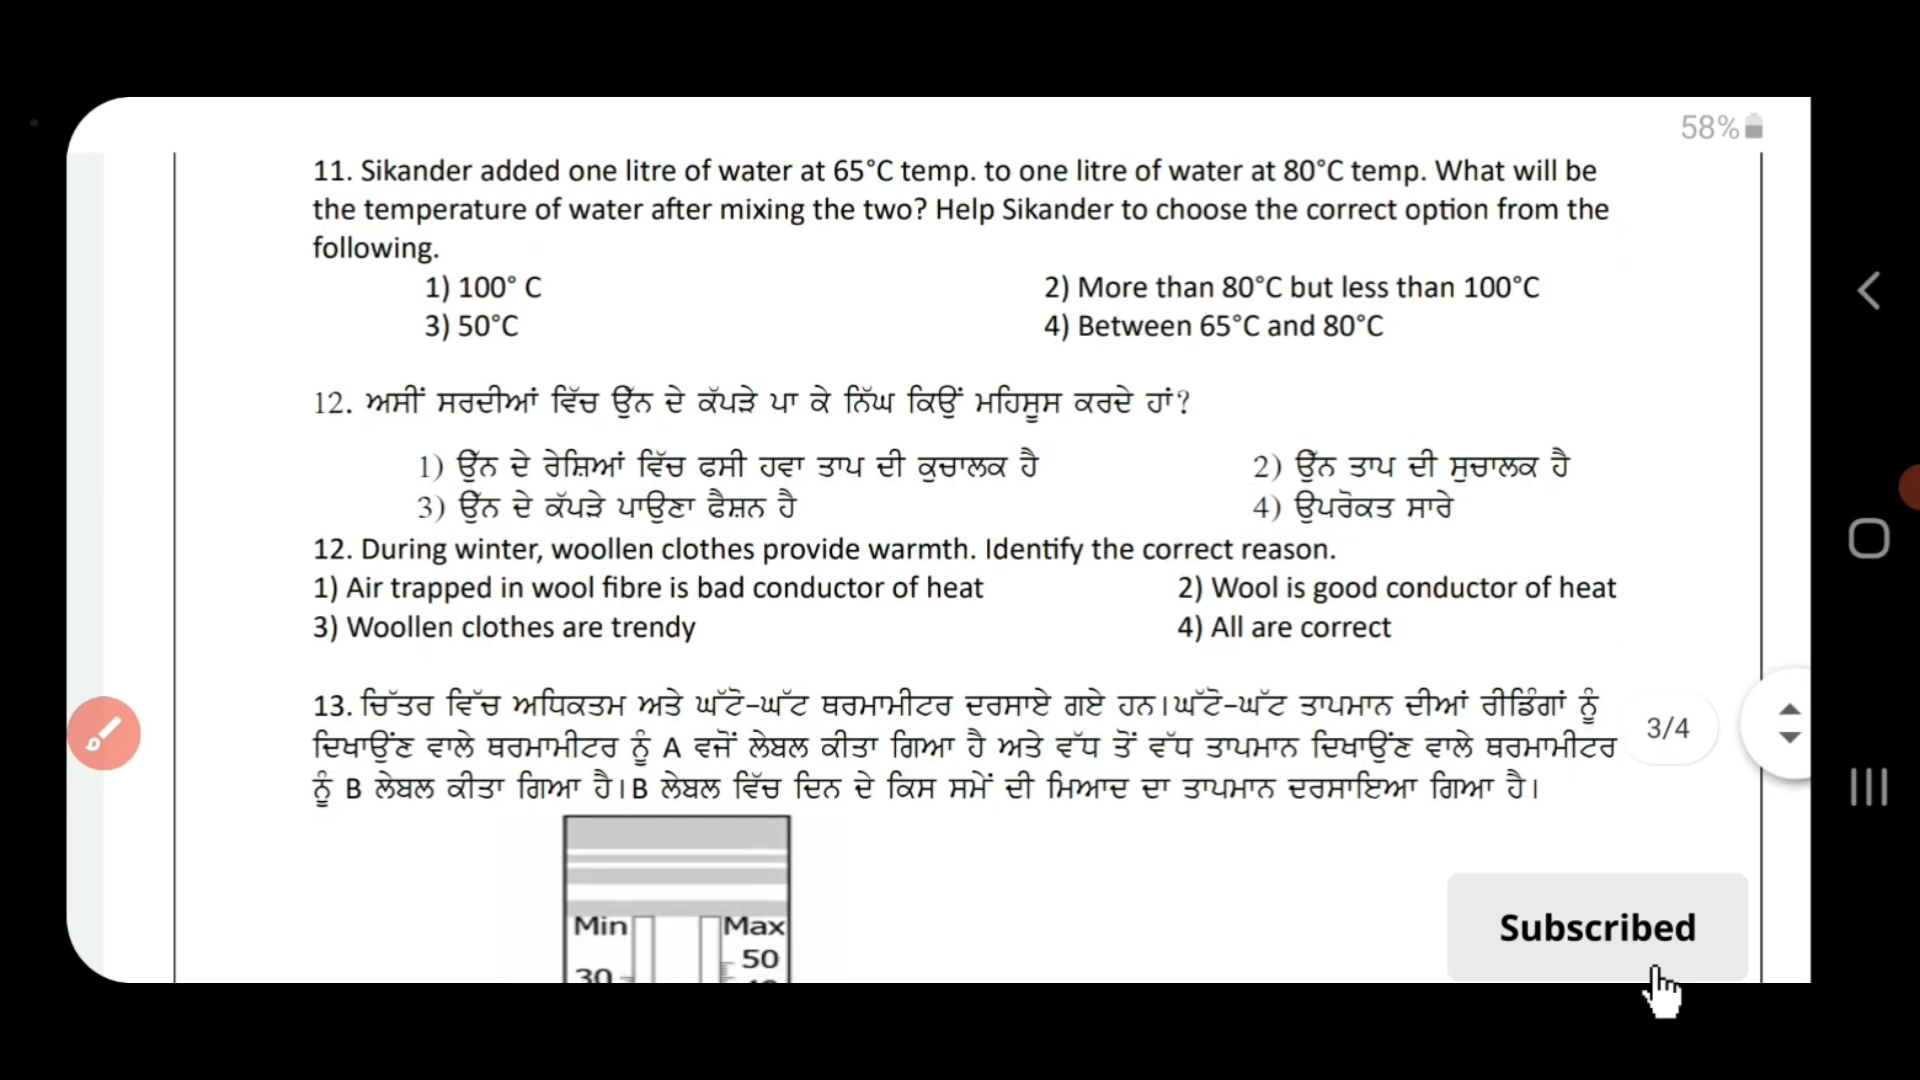 58%
11. Sikander added one litre of water at 65°C temp. to one litre of water at 80°C temp. What will be
the temperature of water after mixing the two? Help Sikander to choose the correct option from the
following.
1) 100° C 2) More than 80°C but less than 100°C
3) 50°C 4) Between 65°C and 80°C
12. ਅਸੀਂ ਸਰਦੀਆਂ ਵਿੱਚ ਉੱਨ ਦੇ ਕੱਪੜੇ ਪਾ ਕੇ ਨਿੱਘ ਕਿਉਂ ਮਹਿਸੂਸ ਕਰਦੇ ਹਾਂ?
1) ਉੱਨ ਦੇ ਰੇਸ਼ਿਆਂ ਵਿੱਚ ਫਸੀ ਹਵਾ ਤਾਪ ਦੀ ਕੁਚਾਲਕ ਹੈ 2) ਉੱਨ ਤਾਪ ਦੀ ਸੁਚਾਲਕ ਹੈ
3) ਉੱਨ ਦੇ ਕੱਪੜੇ ਪਾਉਣਾ ਫੈਸ਼ਨ ਹੈ 4) ਉਪਰੋਕਤ ਸਾਰੇ
12. During winter, woollen clothes provide warmth. Identify the correct reason.
1) Air trapped in wool fibre is bad conductor of heat 2) Wool is good conductor of heat
3) Woollen clothes are trendy 4) All are correct
13. ਚਿੱਤਰ ਵਿੱਚ ਅਧਿਕਤਮ ਅਤੇ ਘੱਟੋ-ਘੱਟ ਥਰਮਾਮੀਟਰ ਦਰਸਾਏ ਗਏ ਹਨ।ਘੱਟੋ-ਘੱਟ ਤਾਪਮਾਨ ਦੀਆਂ ਰੀਡਿੰਗਾਂ ਨੂੰ
ਦਿਖਾਉਂਣ ਵਾਲੇ ਥਰਮਾਮੀਟਰ ਨੂੰ A ਵਜੋਂ ਲੇਬਲ ਕੀਤਾ ਗਿਆ ਹੈ ਅਤੇ ਵੱਧ ਤੋਂ ਵੱਧ ਤਾਪਮਾਨ ਦਿਖਾਉਂਣ ਵਾਲੇ ਥਰਮਾਮੀਟਰ
ਨੂੰ B ਲੇਬਲ ਕੀਤਾ ਗਿਆ ਹੈ।B ਲੇਬਲ ਵਿੱਚ ਦਿਨ ਦੇ ਕਿਸ ਸਮੇਂ ਦੀ ਮਿਆਦ ਦਾ ਤਾਪਮਾਨ ਦਰਸਾਇਆ ਗਿਆ ਹੈ।
3/4
Min Max
50
30
Subscribed